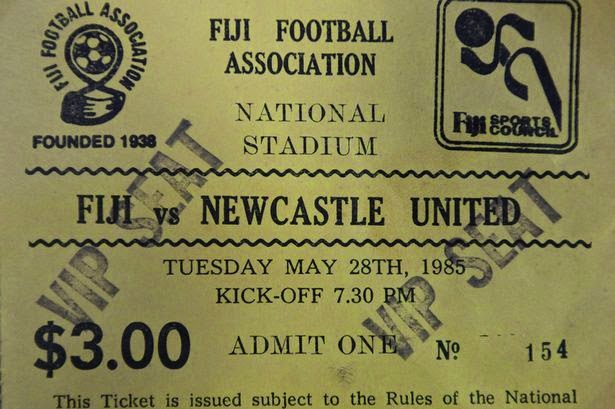 FIJI FOOTBALL ASSOCIATION
FOUNDED 1938
FIJI FOOTBALL
ASSOCIATION
NATIONAL
STADIUM
Fiji SPORTS
COUNCIL
FIJI vs NEWCASTLE UNITED
VIP SEAT
VIP SEAT
TUESDAY MAY 28TH, 1985
KICK-OFF 7.30 PM
$3.00 ADMIT ONE Nº 154
This Ticket is issued subject to the Rules of the National